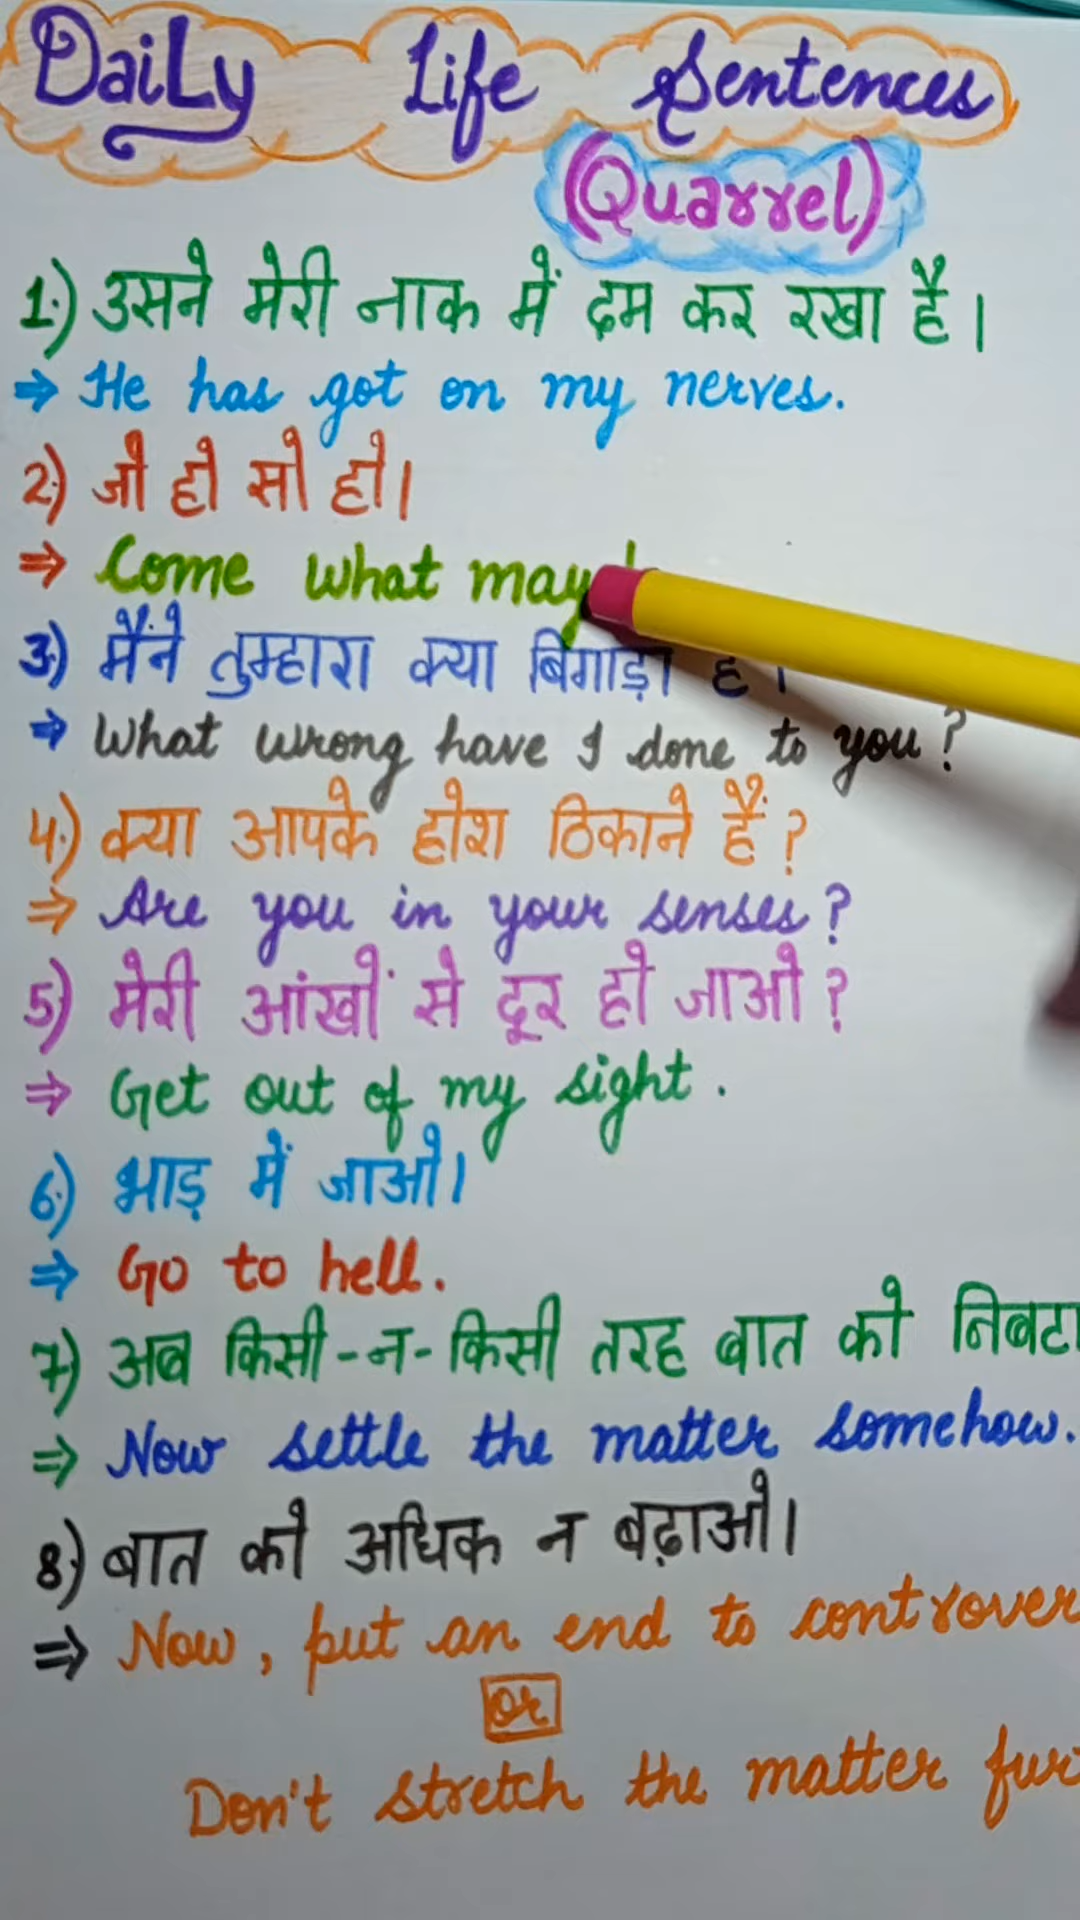 Daily Life Sentences
(Quarrel)
1.) उसने मेरी नाक में दम कर रखा है।
⇒ He has got on my nerves.
2) जो हो सो हो।
⇒ Come what may!
3) मैंने तुम्हारा क्या बिगाड़ा है।
⇒ What wrong have I done to you?
4.) क्या आपके होश ठिकाने हैं?
⇒ Are you in your senses?
5) मेरी आंखों से दूर हो जाओ?
⇒ Get out of my sight.
6.) भाड़ में जाओ।
⇒ Go to hell.
7) अब किसी-न-किसी तरह बात को निबटा
⇒ Now settle the matter somehow.
8) बात को अधिक न बढ़ाओ।
⇒ Now, put an end to controver
or
Don't stretch the matter fur